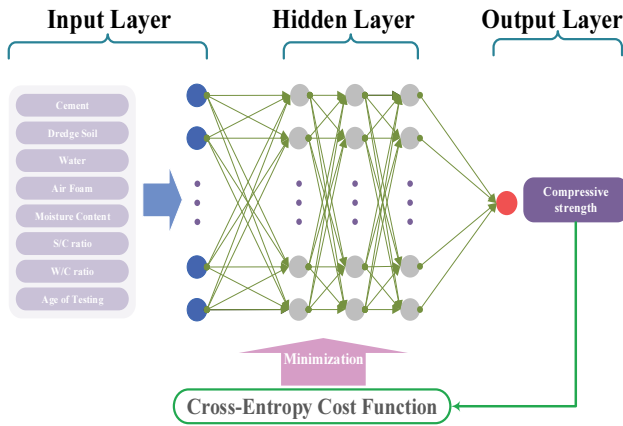 Input Layer
Hidden Layer
Output Layer
Cement
Dredge Soil
Water
Air Foam
Moisture Content
S/C ratio
W/C ratio
Age of Testing
Compressive
strength
Minimization
Cross-Entropy Cost Function